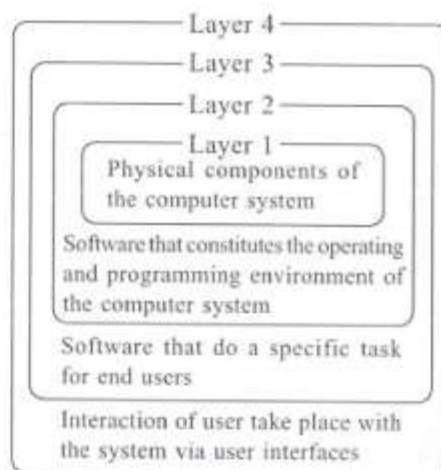 Layer 4
Layer 3
Layer 2
Layer 1
Physical components of
the computer system
Software that constitutes the operating
and programming environment of
the computer system
Software that do a specific task
for end users
Interaction of user take place with
the system via user interfaces